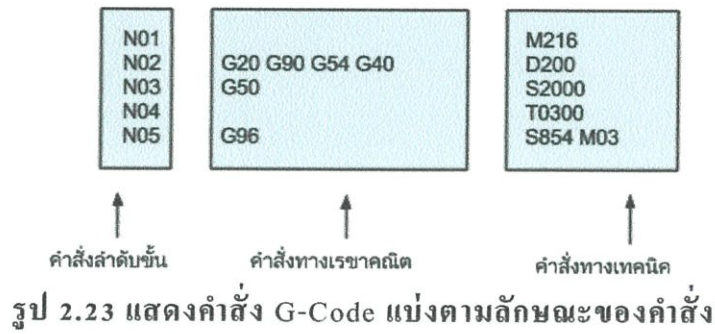 N01 M216
N02 G20 G90 G54 G40 D200
N03 G50 S2000
N04 T0300
N05 G96 S854 M03
คำสั่งลำดับขั้น คำสั่งทางเรขาคณิต คำสั่งทางเทคนิค
รูป 2.23 แสดงคำสั่ง G-Code แบ่งตามลักษณะของคำสั่ง